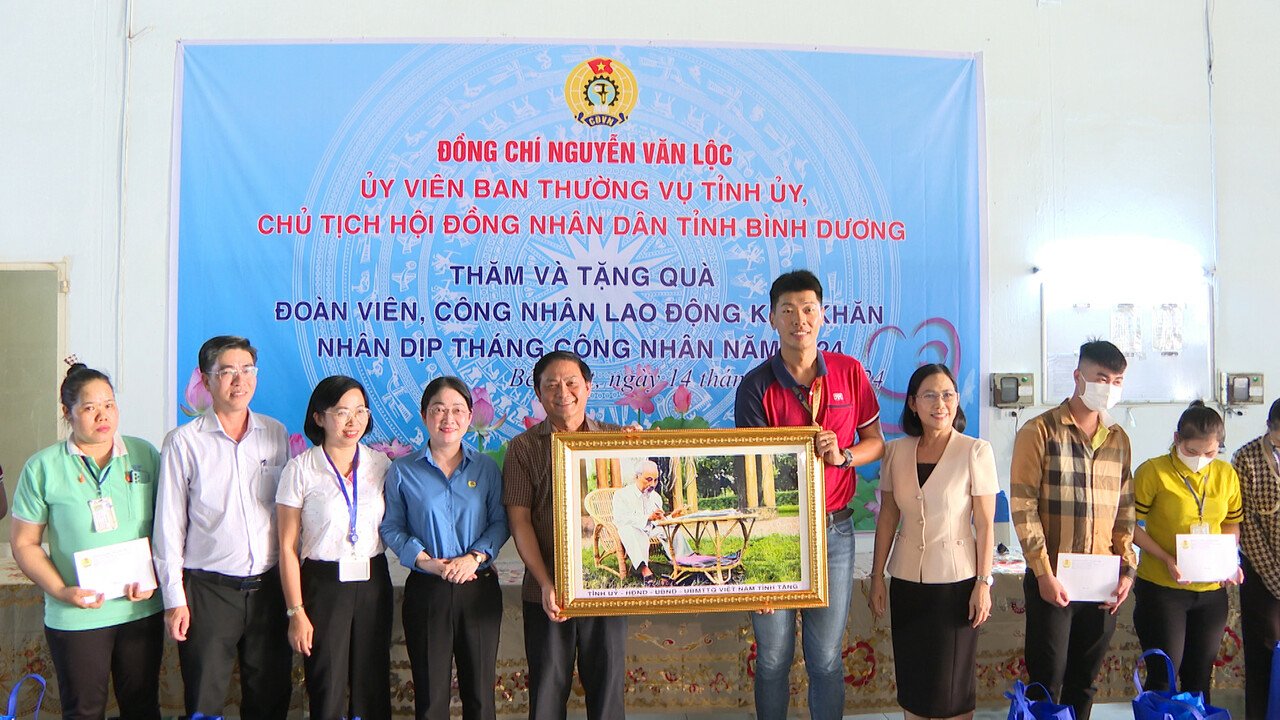 CĐVN
ĐỒNG CHÍ NGUYỄN VĂN LỘC
ỦY VIÊN BAN THƯỜNG VỤ TỈNH ỦY,
CHỦ TỊCH HỘI ĐỒNG NHÂN DÂN TỈNH BÌNH DƯƠNG
THĂM VÀ TẶNG QUÀ
ĐOÀN VIÊN, CÔNG NHÂN LAO ĐỘNG KHĂN
NHÂN DỊP THÁNG CÔNG NHÂN NĂM 24
ngày 14 thán 24
TỈNH ỦY - HĐND - UBND - UBMTTQ VIỆT NAM TỈNH TẶNG